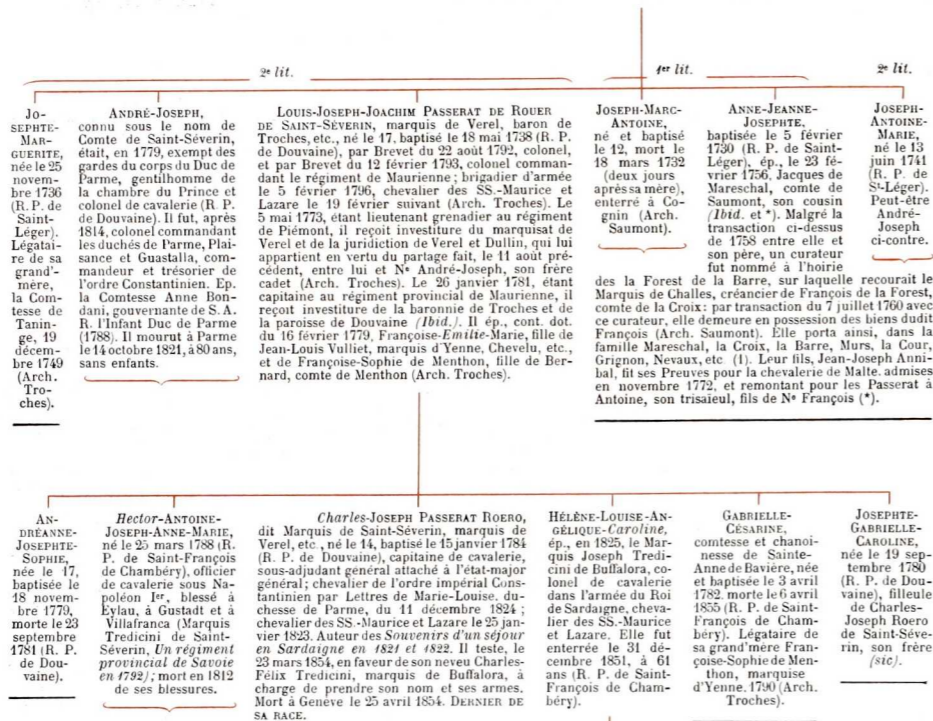 2e lit.
1er lit.
2e lit.
Jo-
SEPHTE-
MAR-
GUERITE,
née le 25
novem-
bre 1736
(R. P. de
Saint-
Léger).
Légatai-
re de sa
grand'-
mère,
la Com-
tesse de
Tanin-
ge, 19
décem-
bre 1749
(Arch.
Tro-
ches).
ANDRÉ-JOSEPH,
connu sous le nom de
Comte de Saint-Séverin,
était, en 1779, exempt des
gardes du corps du Duc de
Parme, gentilhomme de
la chambre du Prince et
colonel de cavalerie (R. P.
de Douvaine). Il fut, après
1814, colonel commandant
les duchés de Parme, Plai-
sance et Guastalla, com-
mandeur et trésorier de
l'ordre Constantinien. Ep.
la Comtesse Anne Bon-
dani, gouvernante de S. A.
R. l'Infant Duc de Parme
(1788). Il mourut à Parme
le 14 octobre 1821, à 80 ans,
sans enfants.
LOUIS-JOSEPH-JOACHIM PASSERAT DE ROUER
DE SAINT-SÉVERIN, marquis de Verel, baron de
Troches, etc., né le 17, baptisé le 18 mai 1738 (R. P.
de Douvaine), par Brevet du 22 août 1792, colonel,
et par Brevet du 12 février 1793, colonel comman-
dant le régiment de Maurienne ; brigadier d'armée
le 5 février 1796, chevalier des SS.-Maurice et
Lazare le 19 février suivant (Arch. Troches). Le
5 mai 1773, étant lieutenant grenadier au régiment
de Piémont, il reçoit investiture du marquisat de
Verel et de la juridiction de Verel et Dullin, qui lui
appartient en vertu du partage fait, le 11 août pré-
cédent, entre lui et Ne André-Joseph, son frère
cadet (Arch. Troches). Le 26 janvier 1781, étant
capitaine au régiment provincial de Maurienne, il
reçoit investiture de la baronnie de Troches et de
la paroisse de Douvaine (Ibid.). Il ép., cont. dot.
du 16 février 1779, Françoise-Emilte-Marie, fille de
Jean-Louis Vulliet, marquis d'Yenne, Chevelu, etc.,
et de Françoise-Sophie de Menthon, fille de Ber-
nard, comte de Menthon (Arch. Troches).
JOSEPH-MARC-
ANTOINE,
né et baptisé
le 12, mort le
18 mars 1732
(deux jours
après sa mère),
enterré à Co-
gnin (Arch.
Saumont).
ANNE-JEANNE-
JOSEPHTE,
baptisée le 5 février
1730 (R. P. de Saint-
Léger), ép., le 23 fé-
vrier 1756, Jacques de
Mareschal, comte de
Saumont, son cousin
(Ibid. et *). Malgré la
transaction ci-dessus
de 1758 entre elle et
son père, un curateur
fut nommé à l'hoirie
des la Forest de la Barre, sur laquelle recourait le
Marquis de Challes, créancier de François de la Forest,
comte de la Croix : par transaction du 7 juillet 1760 avec
ce curateur, elle demeure en possession des biens dudit
François (Arch. Saumont). Elle porta ainsi, dans la
famille Mareschal, la Croix, la Barre, Murs, la Cour,
Grignon, Nevaux, etc (1). Leur fils, Jean-Joseph Anni-
bal, fit ses Preuves pour la chevalerie de Malte, admises
en novembre 1772, et remontant pour les Passerat à
Antoine, son trisaïeul, fils de Ne François (*).
JOSEPH-
ANTOINE-
MARIE,
né le 13
juin 1741
(R. P. de
St-Léger).
Peut-être
André-
Joseph
ci-contre.
AN-
DRÉANNE-
JOSEPHTE-
SOPHIE,
née le 17,
baptisée le
18 novem-
bre 1779,
morte le 23
septembre
1781 (R. P.
de Dou-
vaine).
Hector-ANTOINE-
JOSEPH-ANNE-MARIE,
né le 25 mars 1788 (R.
P. de Saint-François
de Chambéry), officier
de cavalerie sous Na-
poléon Ier, blessé à
Eylau, à Gustadt et à
Villafranca (Marquis
Tredicini de Saint-
Séverin, Un régiment
provincial de Savoie
en 1792) ; mort en 1812
de ses blessures.
Charles-JOSEPH PASSERAT ROERO,
dit Marquis de Saint-Séverin, marquis de
Verel, etc., né le 14, baptisé le 15 janvier 1784
(R. P. de Douvaine), capitaine de cavalerie,
sous-adjudant général attaché à l'état-major
général ; chevalier de l'ordre impérial Cons-
tantinien par Lettres de Marie-Louise, du-
chesse de Parme, du 11 décembre 1824 ;
chevalier des SS.-Maurice et Lazare le 25 jan-
vier 1823. Auteur des Souvenirs d'un séjour
en Sardaigne en 1821 et 1822. Il teste, le
23 mars 1854, en faveur de son neveu Charles-
Félix Tredicini, marquis de Buffalora, à
charge de prendre son nom et ses armes.
Mort à Genève le 25 avril 1854. DERNIER DE
SA RACE.
HÉLÈNE-LOUISE-AN-
GÉLIQUE-Caroline,
ép., en 1825, le Mar-
quis Joseph Tredi-
cini de Buffalora, co-
lonel de cavalerie
dans l'armée du Roi
de Sardaigne, cheva-
lier des SS.-Maurice
et Lazare. Elle fut
enterrée le 31 dé-
cembre 1851, à 61
ans (R. P. de Saint-
François de Cham-
béry).
GABRIELLE-
CÉSARINE,
comtesse et chanoi-
nesse de Sainte-
Anne de Bavière, née
et baptisée le 3 avril
1782, morte le 6 avril
1855 (R. P. de Saint-
François de Cham-
béry). Légataire de
sa grand'mère Fran-
çoise-Sophie de Men-
thon, marquise
d'Yenne, 1790 (Arch.
Troches).
JOSEPHTE-
GABRIELLE-
CAROLINE,
née le 19 sep-
tembre 1780
(R. P. de Dou-
vaine), filleule
de Charles-
Joseph Roero
de Saint-Séve-
rin, son frère
(sic).